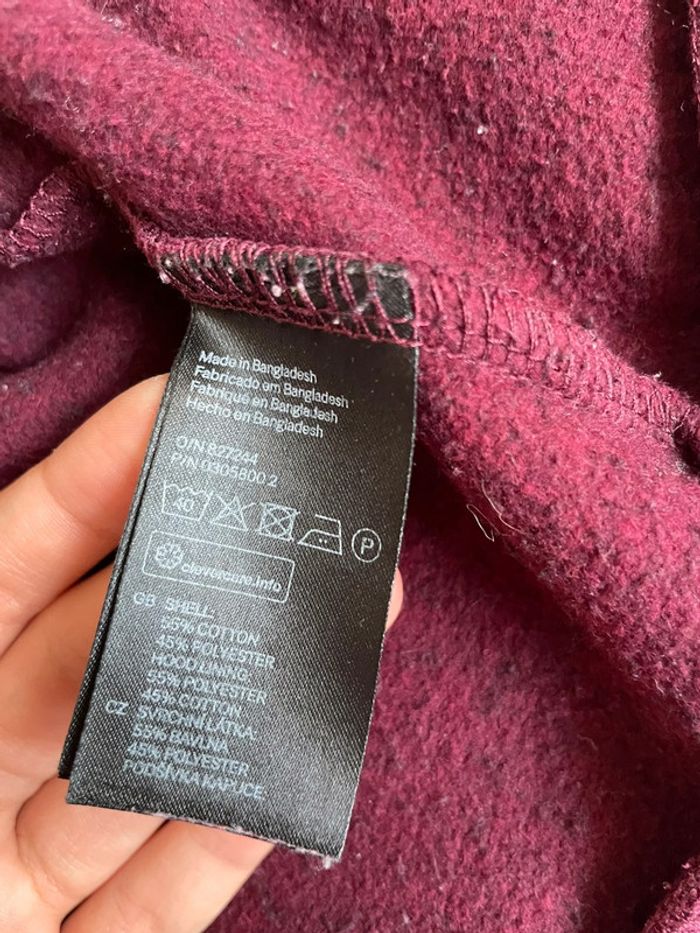 Made in Bangladesh
Fabricado em Bangladesh
Fabriqué en Bangladesh
Hecho en Bangladesh
O/N 827244
P/N 0305800 2
40
P
clevercare.info
GB SHELL.
55% COTTON
45% POLYESTER
HOOD LINING
55% POLYESTER
45% COTTON.
CZ SVRCHNÍ LÁTKA.
55% BAVLNA
45% POLYESTER
PODŠÍVKA KAPUCE.